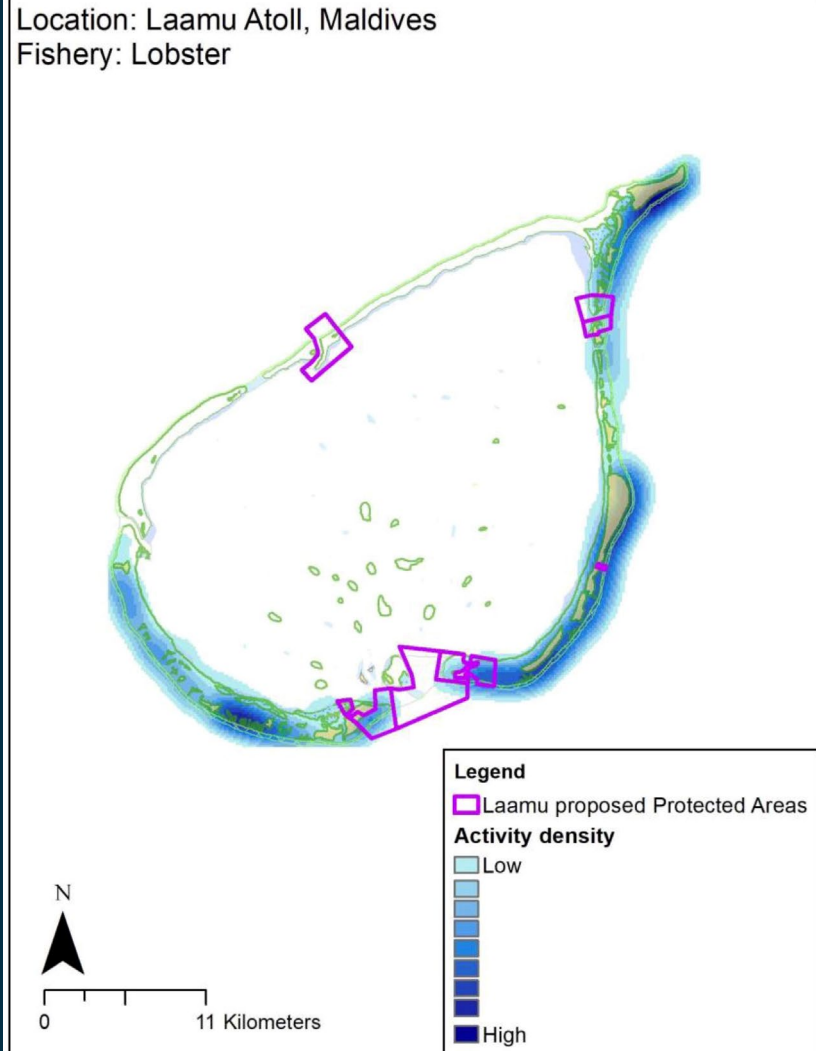 Location: Laamu Atoll, Maldives
Fishery: Lobster
Legend
Laamu proposed Protected Areas
Activity density
Low
High
N
0 11 Kilometers